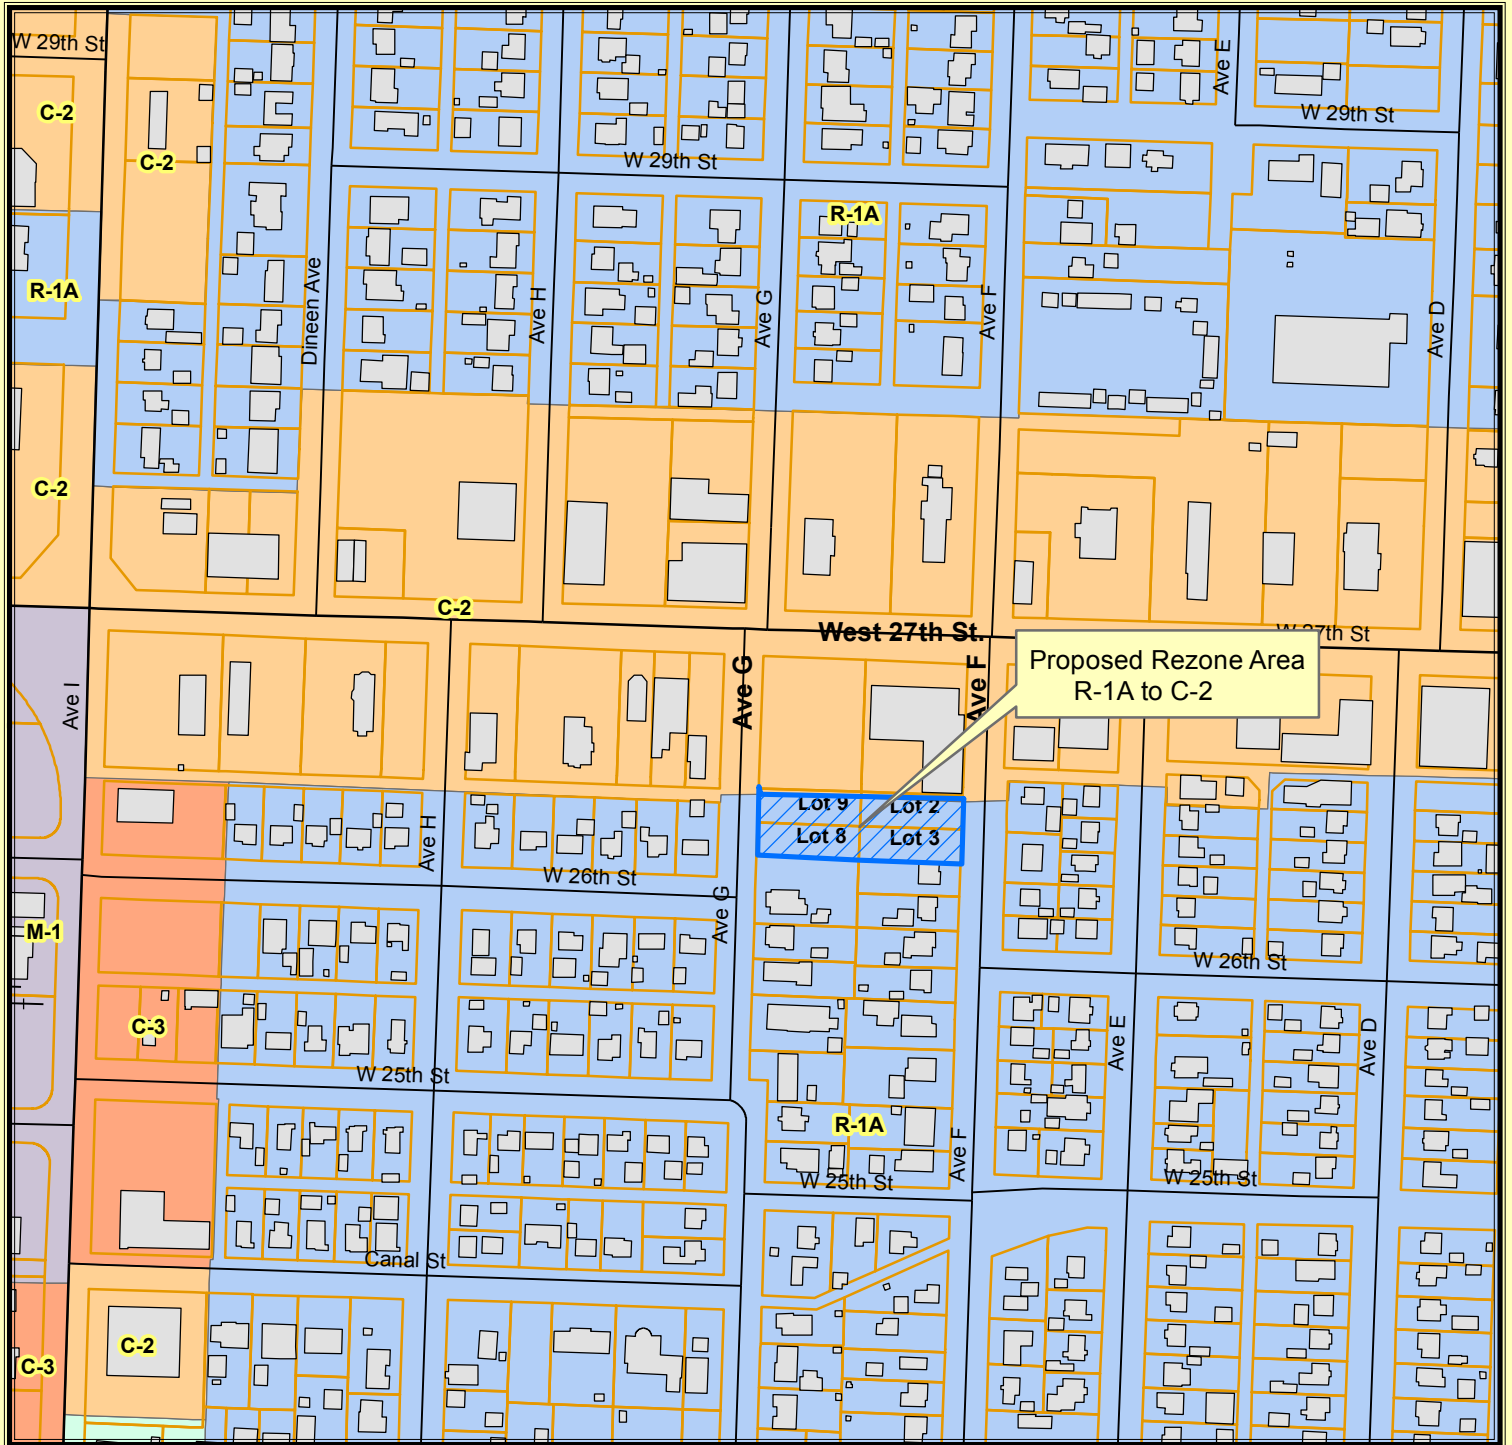 W 29th St
Ave E
C-2
W 29th St
C-2
W 29th St
R-1A
R-1A
Dineen Ave
Ave H
Ave G
Ave F
Ave D
C-2
C-2
West 27th St.
W 27th St
Proposed Rezone Area
R-1A to C-2
Ave I
Ave G
Ave F
Lot 9
Lot 2
Lot 8
Lot 3
Ave H
W 26th St
Ave G
M-1
W 26th St
C-3
Ave E
Ave D
W 25th St
R-1A
Ave F
W 25th St
W 25th St
Canal St
C-2
C-3